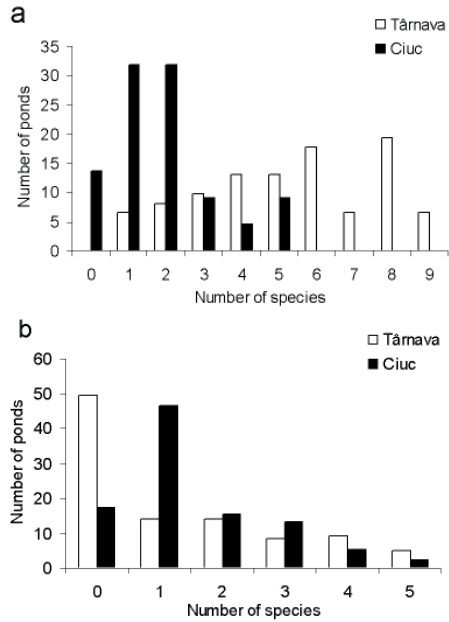 a
Târnava
Ciuc
35
30
25
20
15
10
5
0
Number of ponds
0 1 2 3 4 5 6 7 8 9
Number of species
b
Târnava
Ciuc
60
50
40
30
20
10
0
Number of ponds
0 1 2 3 4 5
Number of species